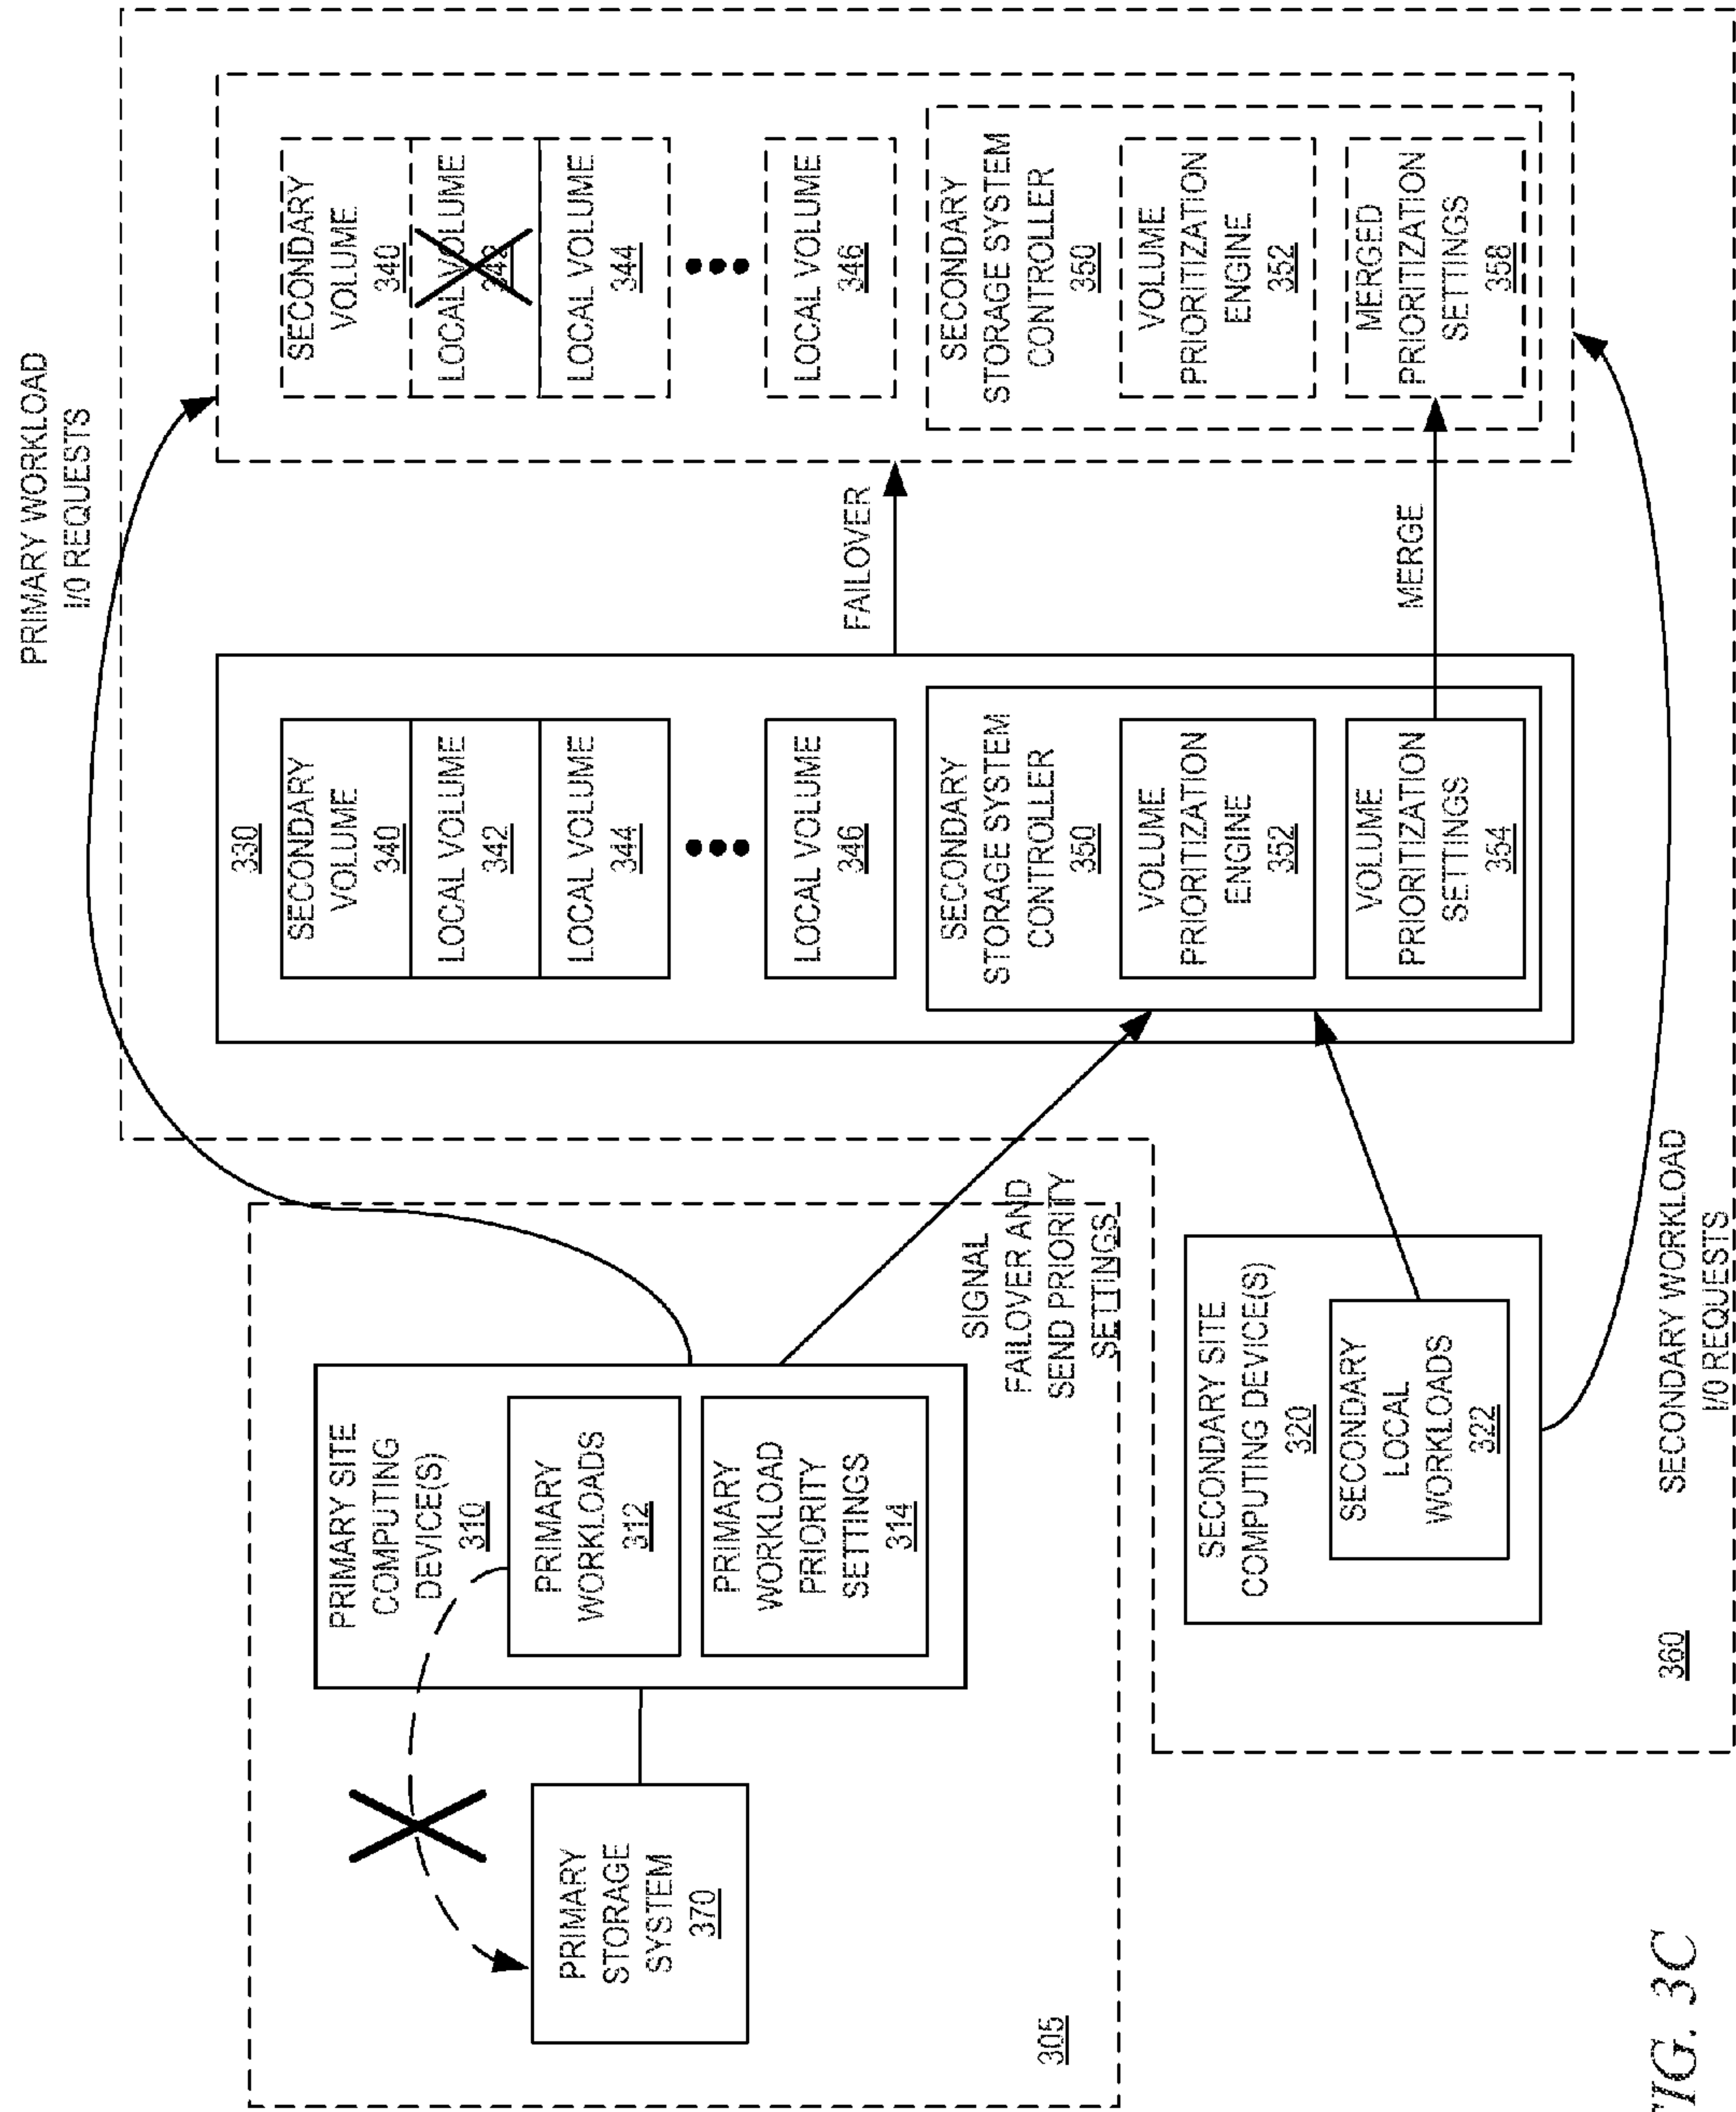 PRIMARY WORKLOAD
I/O REQUESTS
PRIMARY STORAGE
SYSTEM
370
305
PRIMARY SITE
COMPUTING
DEVICE(S)
310
PRIMARY
WORKLOADS
312
PRIMARY
WORKLOAD
PRIORITY
SETTINGS
314
SIGNAL
FAILOVER AND
SEND PRIORITY
SETTINGS
SECONDARY SITE
COMPUTING DEVICE(S)
320
SECONDARY
LOCAL
WORKLOADS
322
360
SECONDARY WORKLOAD
I/O REQUESTS
330
SECONDARY
VOLUME
340
LOCAL VOLUME
342
LOCAL VOLUME
344
LOCAL VOLUME
346
SECONDARY
STORAGE SYSTEM
CONTROLLER
350
VOLUME
PRIORITIZATION
ENGINE
352
VOLUME
PRIORITIZATION
SETTINGS
354
FAILOVER
MERGE
SECONDARY
VOLUME
340
LOCAL VOLUME
LOCAL VOLUME
344
LOCAL VOLUME
346
SECONDARY
STORAGE SYSTEM
CONTROLLER
350
VOLUME
PRIORITIZATION
ENGINE
352
MERGED
PRIORITIZATION
SETTINGS
358
FIG. 3C